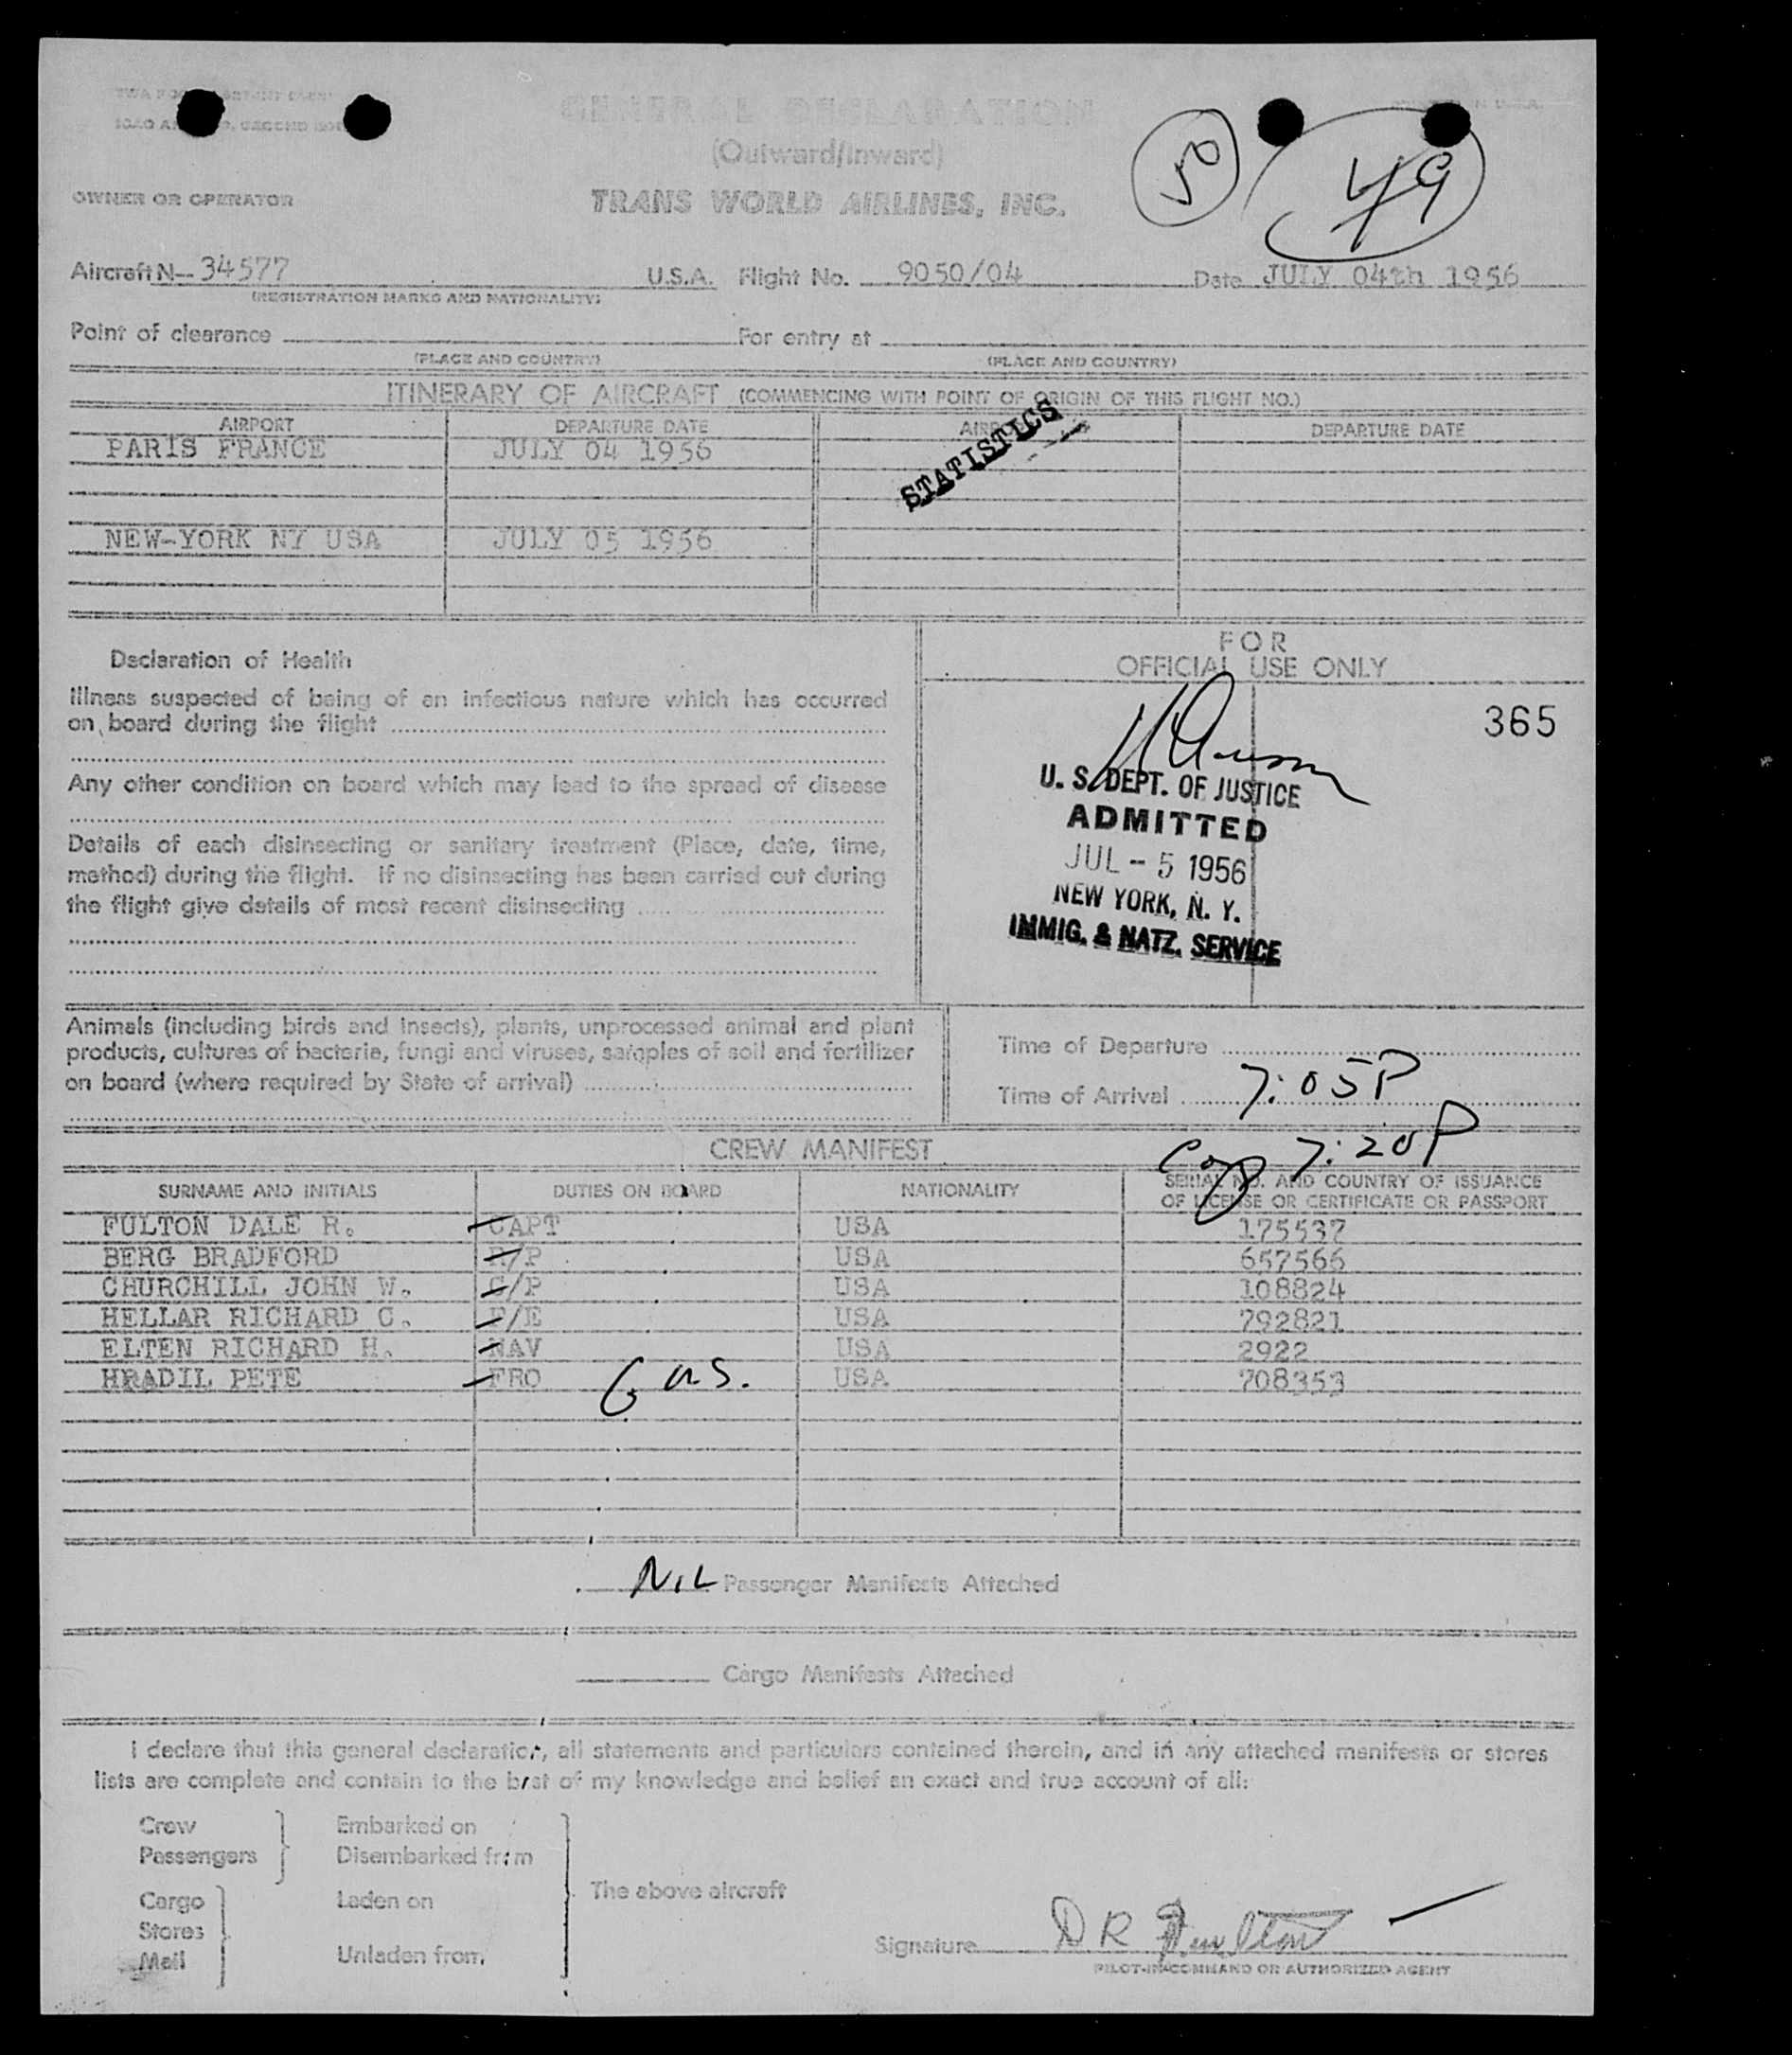 GENERAL DECLARATION
(Outward/Inward)
50
49
OWNER OR OPERATOR
TRANS WORLD AIRLINES, INC.
Aircraft N- 34577 U.S.A. Flight No. 9050/04 Date JULY 04th 1956
(REGISTRATION MARKS AND NATIONALITY)
Point of clearance For entry at
(PLACE AND COUNTRY) (PLACE AND COUNTRY)
ITINERARY OF AIRCRAFT (COMMENCING WITH POINT OF ORIGIN OF THIS FLIGHT NO.)
AIRPORT DEPARTURE DATE AIRPORT DEPARTURE DATE
PARIS FRANCE JULY 04 1956
STATISTICS
NEW-YORK NY USA JULY 05 1956
Declaration of Health
Illness suspected of being of an infectious nature which has occurred
on board during the flight
Any other condition on board which may lead to the spread of disease
Details of each disinsecting or sanitary treatment (Place, date, time,
method) during the flight. If no disinsecting has been carried out during
the flight give details of most recent disinsecting
FOR
OFFICIAL USE ONLY
365
U. S. DEPT. OF JUSTICE
ADMITTED
JUL - 5 1956
NEW YORK, N. Y.
IMMIG. & NATZ. SERVICE
Animals (including birds and insects), plants, unprocessed animal and plant
products, cultures of bacteria, fungi and viruses, samples of soil and fertilizer
on board (where required by State of arrival)
Time of Departure
Time of Arrival 7:05P
7:20P
CREW MANIFEST
SURNAME AND INITIALS DUTIES ON BOARD NATIONALITY SERIAL NO. AND COUNTRY OF ISSUANCE
OF LICENSE OR CERTIFICATE OR PASSPORT
FULTON DALE R. CAPT USA 175537
BERG BRADFORD R/P USA 657566
CHURCHILL JOHN W. C/P USA 108824
HELLAR RICHARD C. F/E USA 792821
ELTEN RICHARD H. NAV USA 2922
HRADIL PETE FRO 6 US. USA 708353
NIL Passenger Manifests Attached
Cargo Manifests Attached
I declare that this general declaration, all statements and particulars contained therein, and in any attached manifests or stores
lists are complete and contain to the best of my knowledge and belief an exact and true account of all:
Crew Embarked on
Passengers Disembarked from
The above aircraft
Cargo Laden on
Stores
Mail Unladen from
Signature D R Fulton
PILOT-IN-COMMAND OR AUTHORIZED AGENT